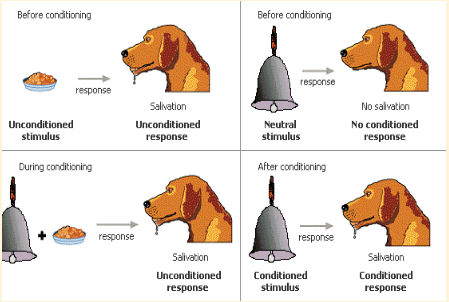 Before conditioning
response
Salivation
Unconditioned stimulus
Unconditioned response
Before conditioning
response
No salivation
Neutral stimulus
No conditioned response
During conditioning
+
response
Salivation
Unconditioned response
After conditioning
response
Salivation
Conditioned stimulus
Conditioned response